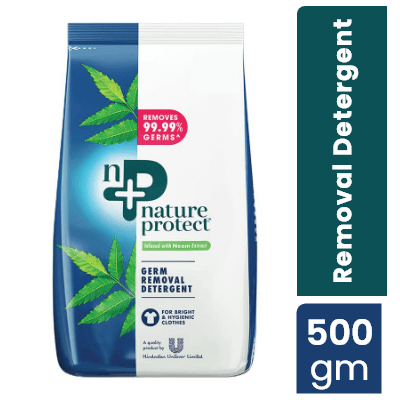 REMOVES
99.99%
GERMS^
nP
nature
protect
Infused with Neem Extract
GERM
REMOVAL
DETERGENT
FOR BRIGHT
& HYGIENIC
CLOTHES
A quality
product by
Hindustan Unilever Limited
Removal Detergent
500
gm